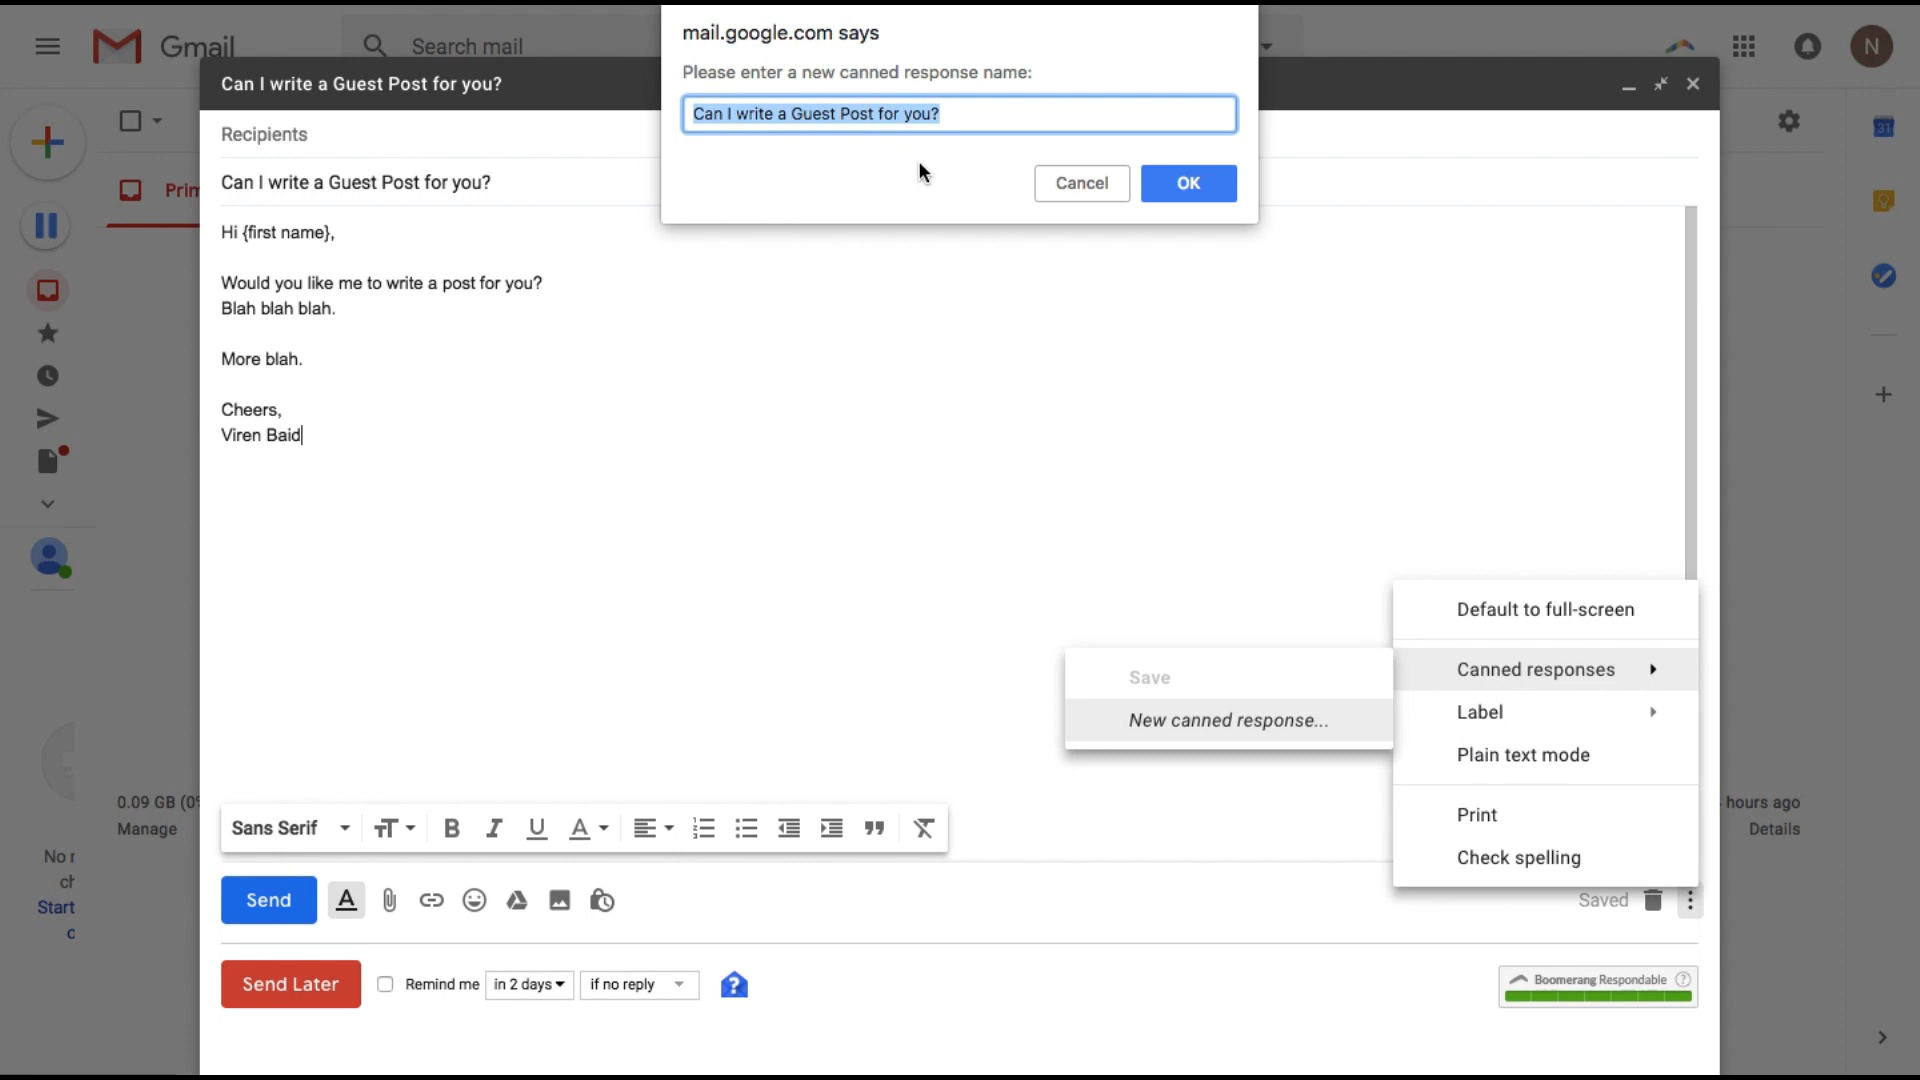 mail.google.com says
Please enter a new canned response name:
Can I write a Guest Post for you?
Cancel
OK
Gmail
Search mail
N
Can I write a Guest Post for you?
Recipients
31
Can I write a Guest Post for you?
Hi {first name},
Would you like me to write a post for you?
Blah blah blah.
More blah.
Cheers,
Viren Baid
Default to full-screen
Canned responses
Label
Plain text mode
Print
Check spelling
Save
New canned response...
0.09 GB
Manage
hours ago
Details
Start
Sans Serif
Send
Saved
Send Later
Remind me
in 2 days
if no reply
?
Boomerang Respondable ?